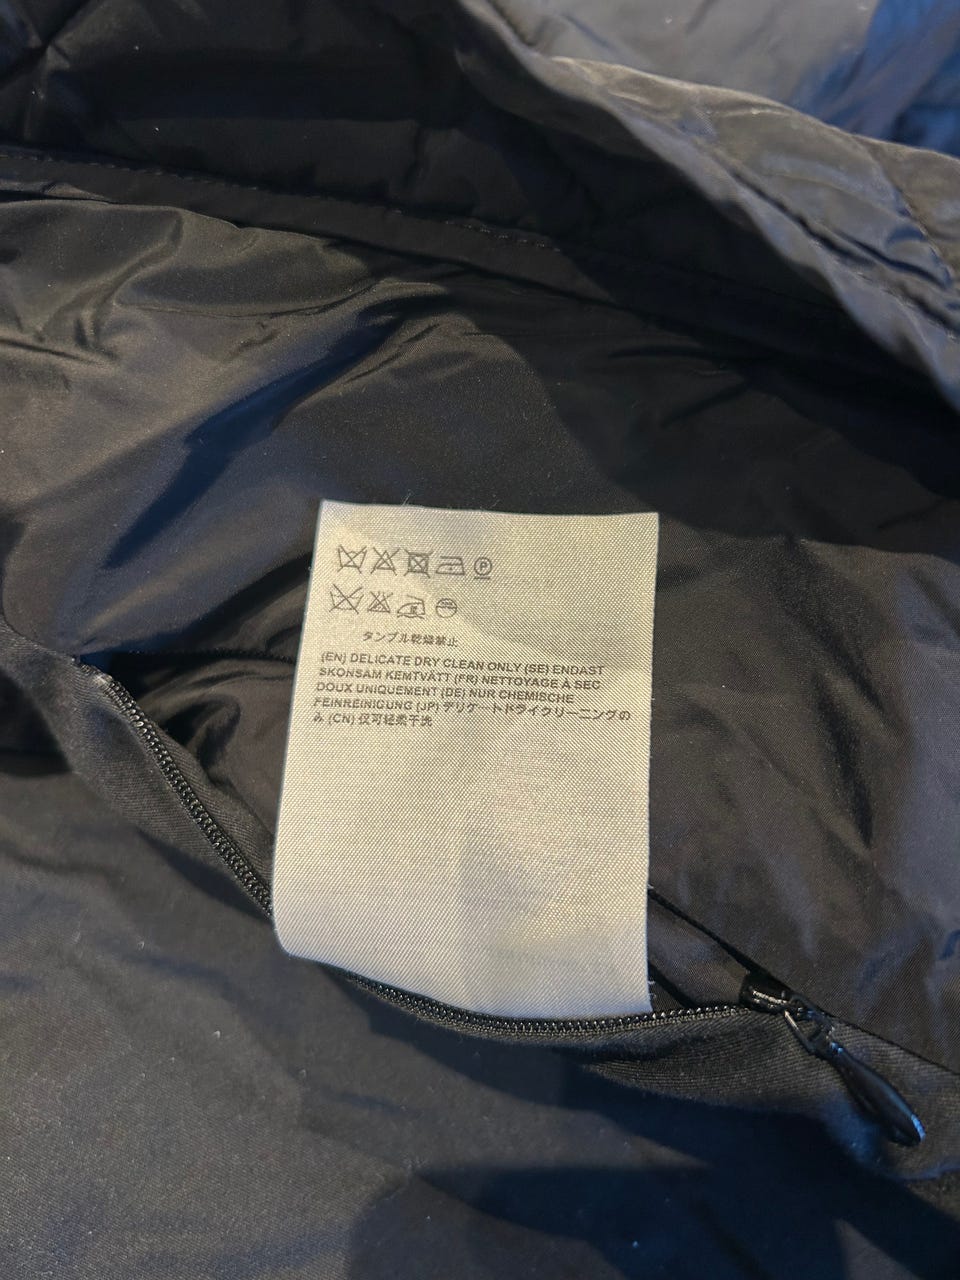 P
タンブル乾燥禁止
(EN) DELICATE DRY CLEAN ONLY (SE) ENDAST
SKONSAM KEMTVÄTT (FR) NETTOYAGE À SEC
DOUX UNIQUEMENT (DE) NUR CHEMISCHE
FEINREINIGUNG (JP) デリケートドライクリーニングの
み (CN) 仅可轻柔干洗